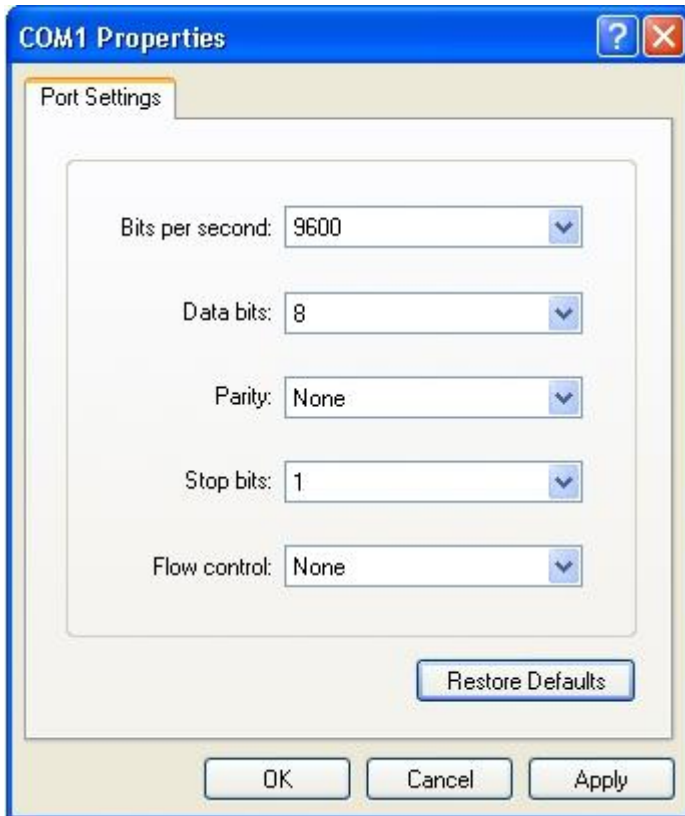 COM1 Properties ?
Port Settings
Bits per second: 9600
Data bits: 8
Parity: None
Stop bits: 1
Flow control: None
Restore Defaults
OK Cancel Apply